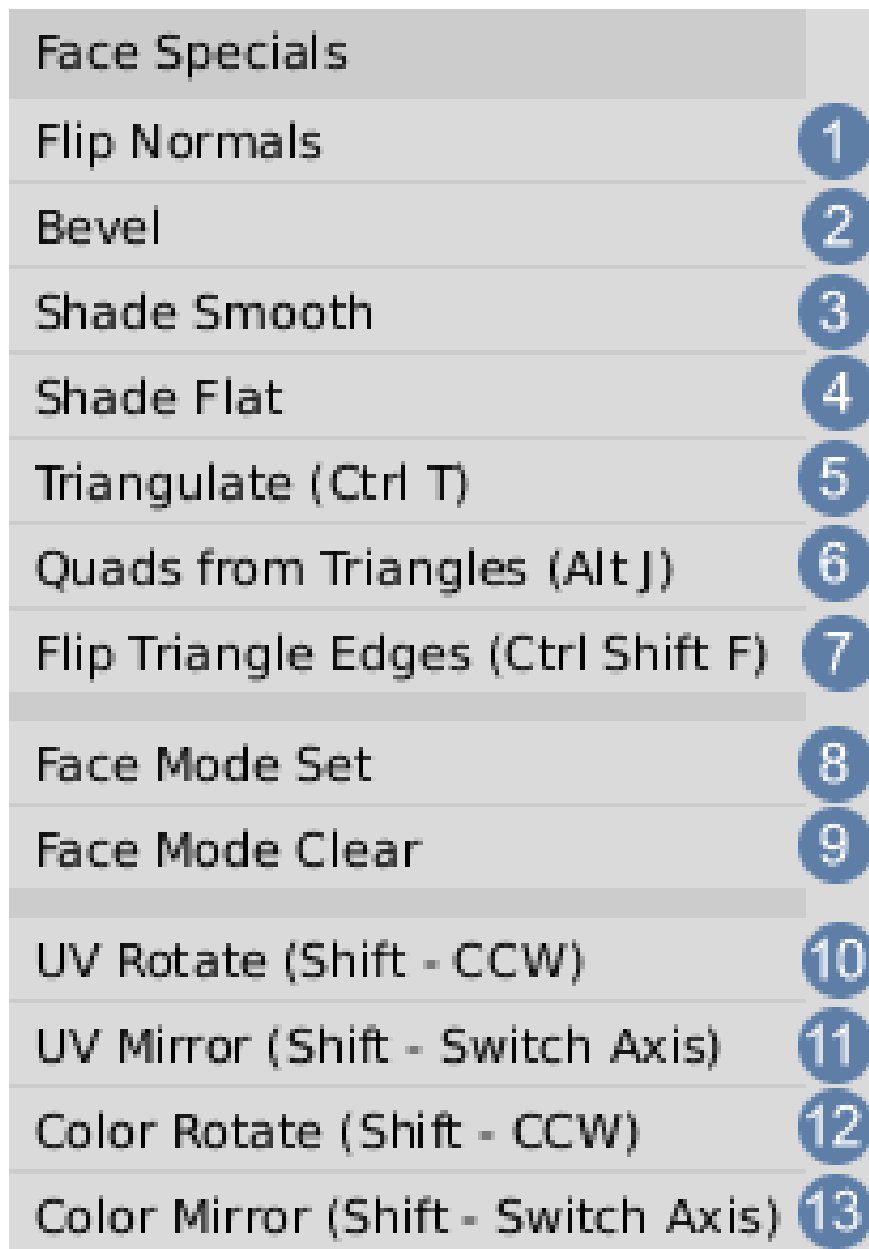 Face Specials
Flip Normals 1
Bevel 2
Shade Smooth 3
Shade Flat 4
Triangulate (Ctrl T) 5
Quads from Triangles (Alt J) 6
Flip Triangle Edges (Ctrl Shift F) 7
Face Mode Set 8
Face Mode Clear 9
UV Rotate (Shift - CCW) 10
UV Mirror (Shift - Switch Axis) 11
Color Rotate (Shift - CCW) 12
Color Mirror (Shift - Switch Axis) 13